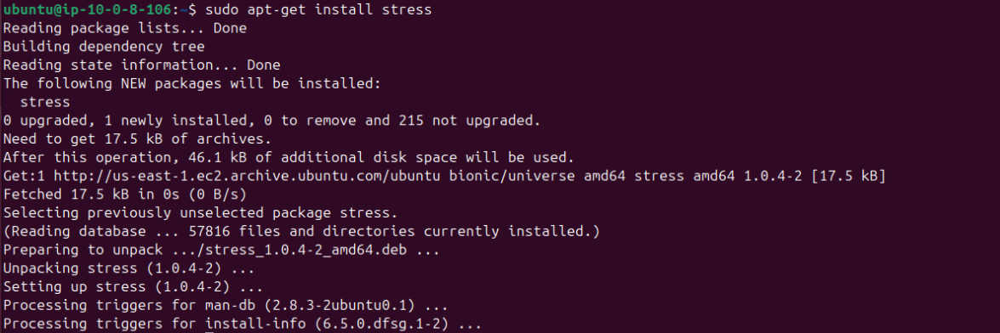 ubuntu@ip-10-0-8-106:~$ sudo apt-get install stress
Reading package lists... Done
Building dependency tree
Reading state information... Done
The following NEW packages will be installed:
  stress
0 upgraded, 1 newly installed, 0 to remove and 215 not upgraded.
Need to get 17.5 kB of archives.
After this operation, 46.1 kB of additional disk space will be used.
Get:1 http://us-east-1.ec2.archive.ubuntu.com/ubuntu bionic/universe amd64 stress amd64 1.0.4-2 [17.5 kB]
Fetched 17.5 kB in 0s (0 B/s)
Selecting previously unselected package stress.
(Reading database ... 57816 files and directories currently installed.)
Preparing to unpack .../stress_1.0.4-2_amd64.deb ...
Unpacking stress (1.0.4-2) ...
Setting up stress (1.0.4-2) ...
Processing triggers for man-db (2.8.3-2ubuntu0.1) ...
Processing triggers for install-info (6.5.0.dfsg.1-2) ...